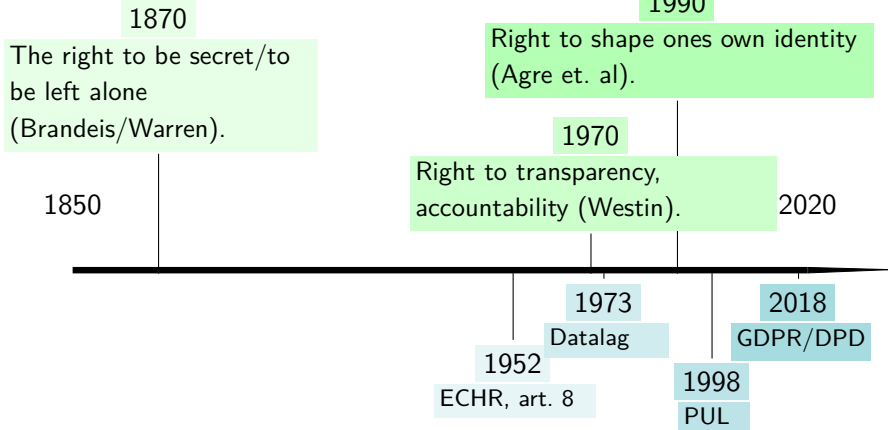 1870
The right to be secret/to
be left alone
(Brandeis/Warren).
1990
Right to shape ones own identity
(Agre et. al).
1970
Right to transparency,
accountability (Westin).
1850
2020
1973
Datalag
2018
GDPR/DPD
1952
ECHR, art. 8
1998
PUL